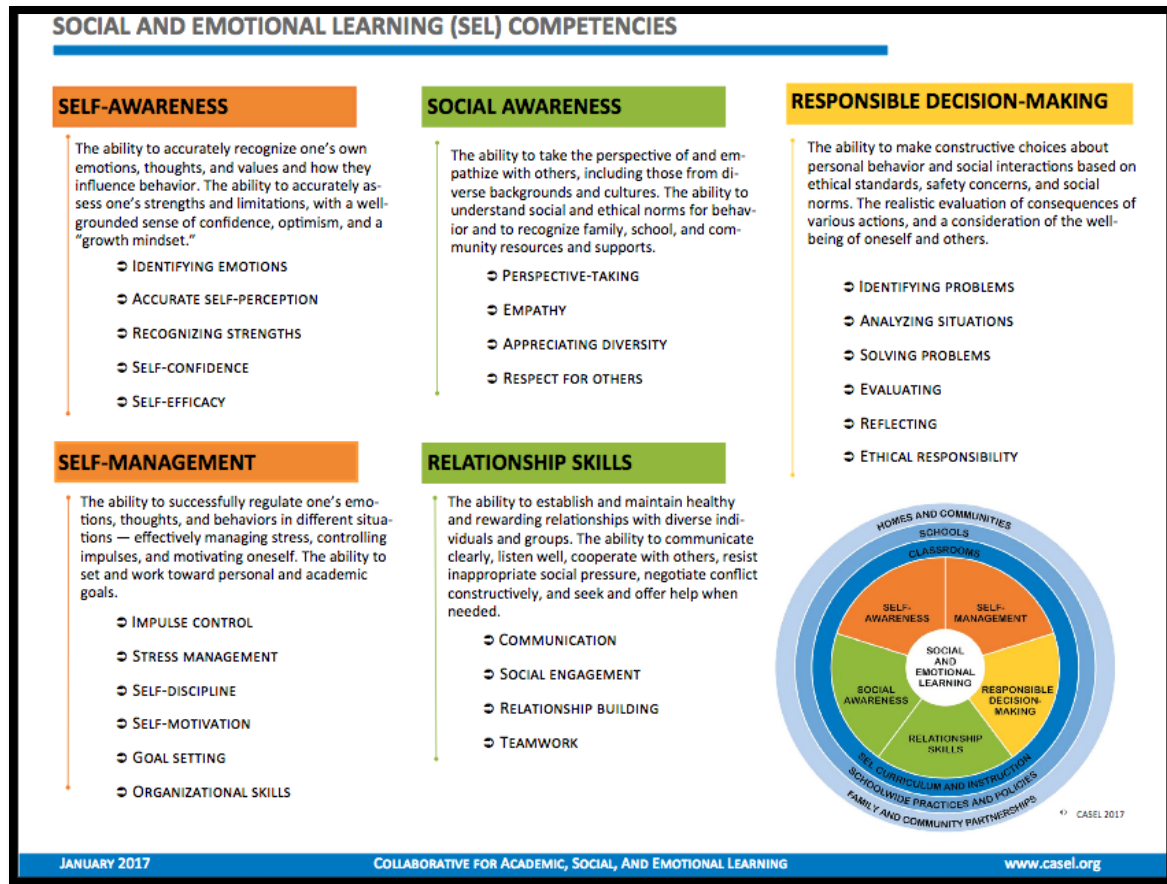 SOCIAL AND EMOTIONAL LEARNING (SEL) COMPETENCIES
SELF-AWARENESS
The ability to accurately recognize one's own
emotions, thoughts, and values and how they
influence behavior. The ability to accurately as-
sess one's strengths and limitations, with a well-
grounded sense of confidence, optimism, and a
“growth mindset.”
➲ IDENTIFYING EMOTIONS
➲ ACCURATE SELF-PERCEPTION
➲ RECOGNIZING STRENGTHS
➲ SELF-CONFIDENCE
➲ SELF-EFFICACY
SELF-MANAGEMENT
The ability to successfully regulate one's emo-
tions, thoughts, and behaviors in different situa-
tions — effectively managing stress, controlling
impulses, and motivating oneself. The ability to
set and work toward personal and academic
goals.
➲ IMPULSE CONTROL
➲ STRESS MANAGEMENT
➲ SELF-DISCIPLINE
➲ SELF-MOTIVATION
➲ GOAL SETTING
➲ ORGANIZATIONAL SKILLS
SOCIAL AWARENESS
The ability to take the perspective of and em-
pathize with others, including those from di-
verse backgrounds and cultures. The ability to
understand social and ethical norms for behav-
ior and to recognize family, school, and com-
munity resources and supports.
➲ PERSPECTIVE-TAKING
➲ EMPATHY
➲ APPRECIATING DIVERSITY
➲ RESPECT FOR OTHERS
RELATIONSHIP SKILLS
The ability to establish and maintain healthy
and rewarding relationships with diverse indi-
viduals and groups. The ability to communicate
clearly, listen well, cooperate with others, resist
inappropriate social pressure, negotiate conflict
constructively, and seek and offer help when
needed.
➲ COMMUNICATION
➲ SOCIAL ENGAGEMENT
➲ RELATIONSHIP BUILDING
➲ TEAMWORK
RESPONSIBLE DECISION-MAKING
The ability to make constructive choices about
personal behavior and social interactions based on
ethical standards, safety concerns, and social
norms. The realistic evaluation of consequences of
various actions, and a consideration of the well-
being of oneself and others.
➲ IDENTIFYING PROBLEMS
➲ ANALYZING SITUATIONS
➲ SOLVING PROBLEMS
➲ EVALUATING
➲ REFLECTING
➲ ETHICAL RESPONSIBILITY
HOMES AND COMMUNITIES
SCHOOLS
CLASSROOMS
SELF-
AWARENESS
SELF-
MANAGEMENT
SOCIAL
AND
EMOTIONAL
LEARNING
SOCIAL
AWARENESS
RESPONSIBLE
DECISION-
MAKING
RELATIONSHIP
SKILLS
SEL CURRICULUM AND INSTRUCTION
SCHOOLWIDE PRACTICES AND POLICIES
FAMILY AND COMMUNITY PARTNERSHIPS
© CASEL 2017
JANUARY 2017
COLLABORATIVE FOR ACADEMIC, SOCIAL, AND EMOTIONAL LEARNING
www.casel.org